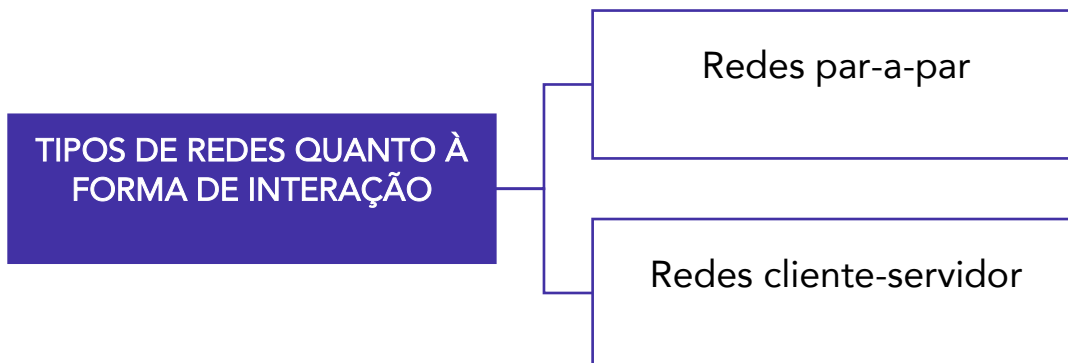 TIPOS DE REDES QUANTO À
FORMA DE INTERAÇÃO
Redes par-a-par
Redes cliente-servidor